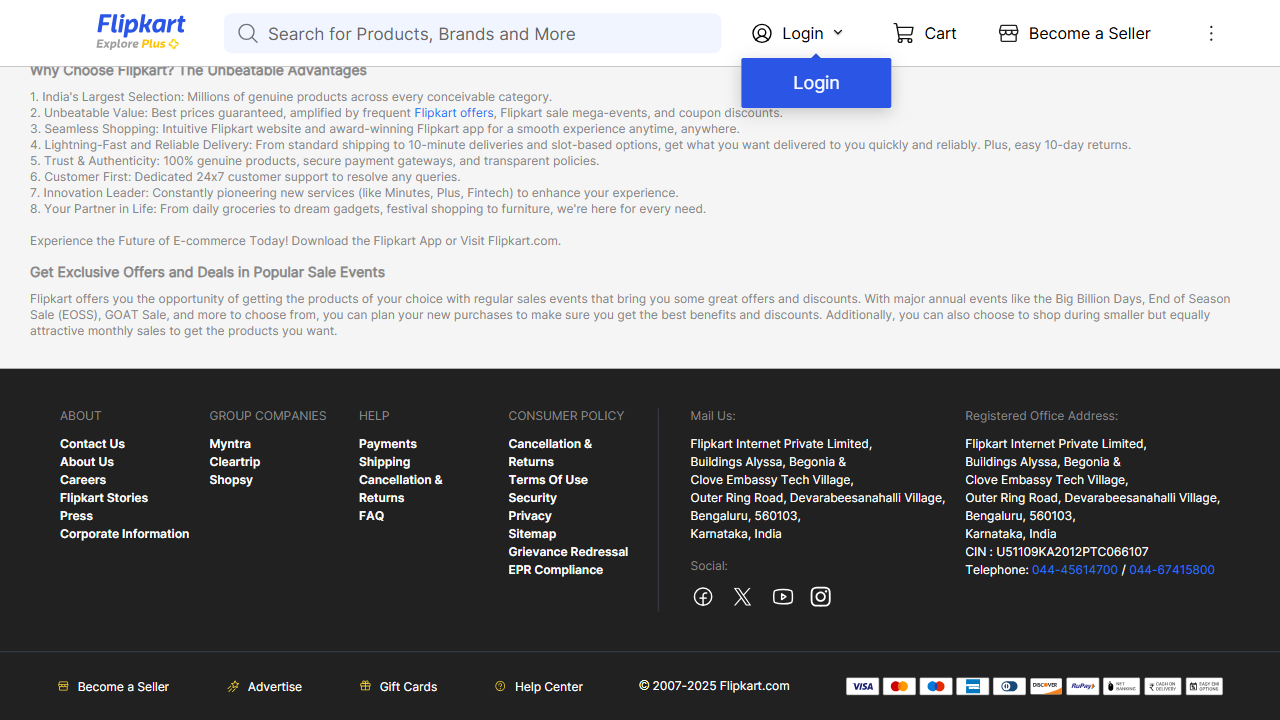 Flipkart
Explore Plus
Search for Products, Brands and More
Login
Cart
Become a Seller
Login
Why Choose Flipkart? The Unbeatable Advantages
1. India's Largest Selection: Millions of genuine products across every conceivable category.
2. Unbeatable Value: Best prices guaranteed, amplified by frequent Flipkart offers, Flipkart sale mega-events, and coupon discounts.
3. Seamless Shopping: Intuitive Flipkart website and award-winning Flipkart app for a smooth experience anytime, anywhere.
4. Lightning-Fast and Reliable Delivery: From standard shipping to 10-minute deliveries and slot-based options, get what you want delivered to you quickly and reliably. Plus, easy 10-day returns.
5. Trust & Authenticity: 100% genuine products, secure payment gateways, and transparent policies.
6. Customer First: Dedicated 24x7 customer support to resolve any queries.
7. Innovation Leader: Constantly pioneering new services (like Minutes, Plus, Fintech) to enhance your experience.
8. Your Partner in Life: From daily groceries to dream gadgets, festival shopping to furniture, we're here for every need.
Experience the Future of E-commerce Today! Download the Flipkart App or Visit Flipkart.com.
Get Exclusive Offers and Deals in Popular Sale Events
Flipkart offers you the opportunity of getting the products of your choice with regular sales events that bring you some great offers and discounts. With major annual events like the Big Billion Days, End of Season
Sale (EOSS), GOAT Sale, and more to choose from, you can plan your new purchases to make sure you get the best benefits and discounts. Additionally, you can also choose to shop during smaller but equally
attractive monthly sales to get the products you want.
ABOUT
Contact Us
About Us
Careers
Flipkart Stories
Press
Corporate Information
GROUP COMPANIES
Myntra
Cleartrip
Shopsy
HELP
Payments
Shipping
Cancellation &
Returns
FAQ
CONSUMER POLICY
Cancellation &
Returns
Terms Of Use
Security
Privacy
Sitemap
Grievance Redressal
EPR Compliance
Mail Us:
Flipkart Internet Private Limited,
Buildings Alyssa, Begonia &
Clove Embassy Tech Village,
Outer Ring Road, Devarabeesanahalli Village,
Bengaluru, 560103,
Karnataka, India
Social:
Registered Office Address:
Flipkart Internet Private Limited,
Buildings Alyssa, Begonia &
Clove Embassy Tech Village,
Outer Ring Road, Devarabeesanahalli Village,
Bengaluru, 560103,
Karnataka, India
CIN : U51109KA2012PTC066107
Telephone: 044-45614700 / 044-67415800
Become a Seller
Advertise
Gift Cards
Help Center
© 2007-2025 Flipkart.com
VISA
DISCOVER
RuPay
NET BANKING
CASH ON DELIVERY
EASY EMI OPTIONS